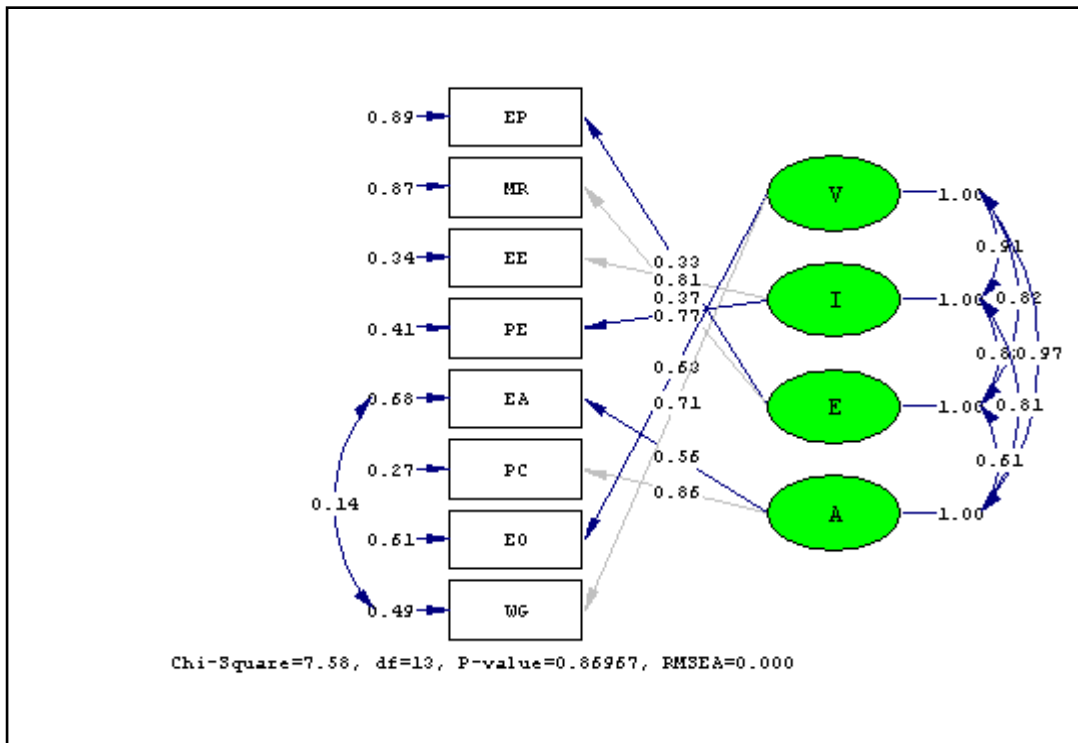 0.89 EP
0.87 MR V 1.00
0.91
0.34 EE 0.33
0.81
0.37 I 1.00 0.82
0.41 PE 0.77
0.97
0.63
0.68 EA 0.71 E 1.00 0.81
0.56 0.61
0.27 PC
0.86
0.14 A 1.00
0.61 EO
0.49 WG
Chi-Square=7.58, df=13, P-value=0.86967, RMSEA=0.000